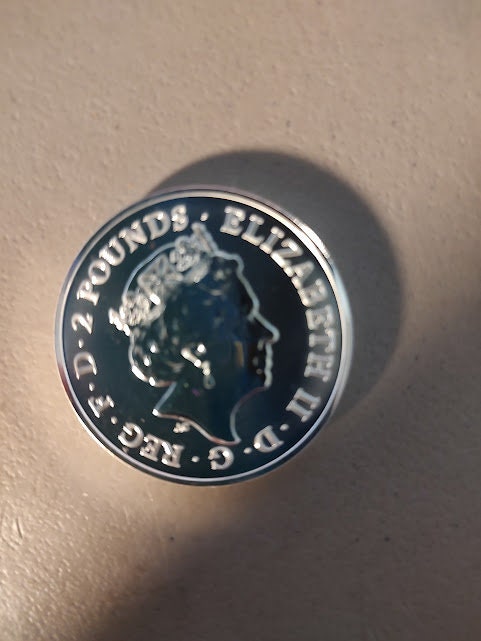 ELIZABETH II · D · G · REG · F · D · 2 POUNDS ·